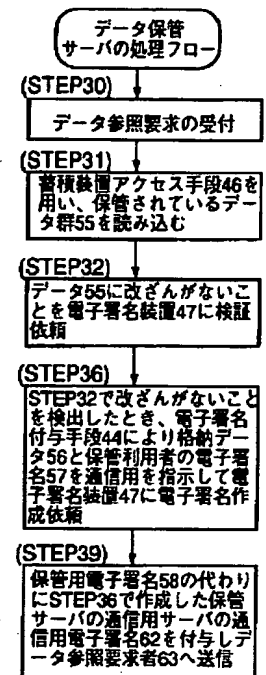 データ保管
サーバの処理フロー
(STEP30)
データ参照要求の受付
(STEP31)
蓄積装置アクセス手段46を
用い、保管されているデー
タ群55を読み込む
(STEP32)
データ55に改ざんがないこ
とを電子署名装置47に検証
依頼
(STEP36)
STEP32で改ざんがないこと
を検出したとき、電子署名
付与手段44により格納デー
タ56と保管利用者の電子署
名57を通信用を指示して電
子署名装置47に電子署名作
成依頼
(STEP39)
保管用電子署名58の代わり
にSTEP36で作成した保管
サーバの通信用サーバの通
信用電子署名62を付与しデ
ータ参照要求者63へ送信